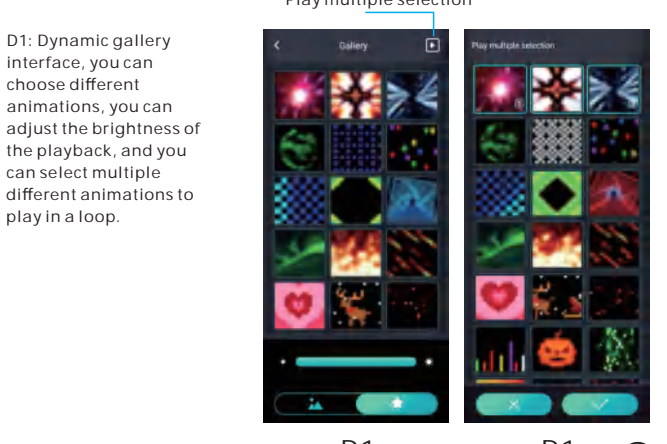 Play multiple selection
D1: Dynamic gallery
interface, you can
choose different
animations, you can
adjust the brightness of
the playback, and you
can select multiple
different animations to
play in a loop.
Gallery
Play multiple selection
D1
D1